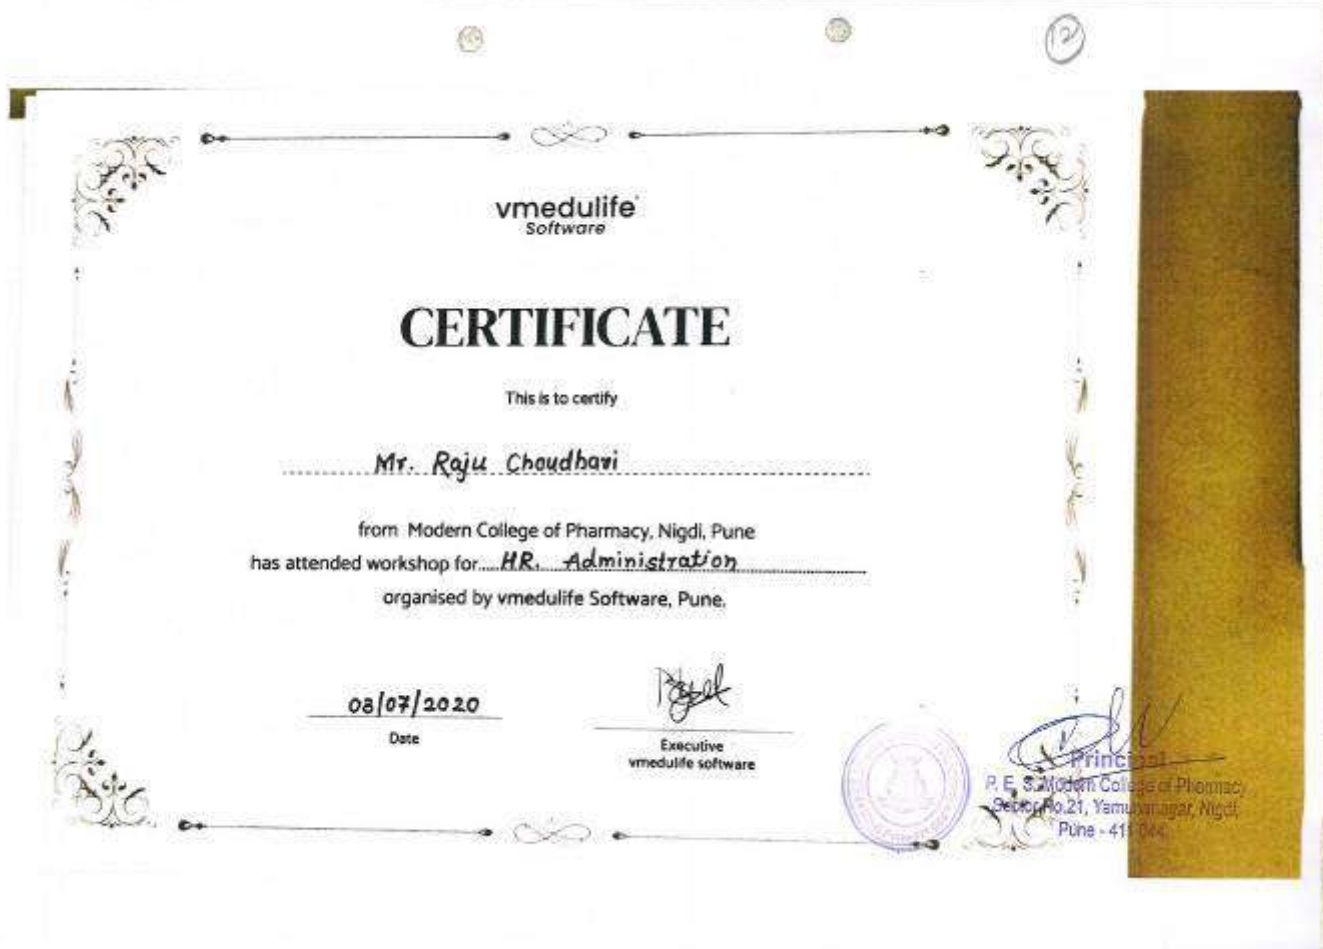 12
vmedulife
Software
CERTIFICATE
This is to certify
Mr. Raju Choudhari
from Modern College of Pharmacy, Nigdi, Pune
has attended workshop for HR. Administration
organised by vmedulife Software, Pune.
08/07/2020
Date
Executive
vmedulife software
Principal
P. E. S. Modern College of Pharmacy
Sector No.21, Yamunanagar, Nigdi,
Pune - 411 044.